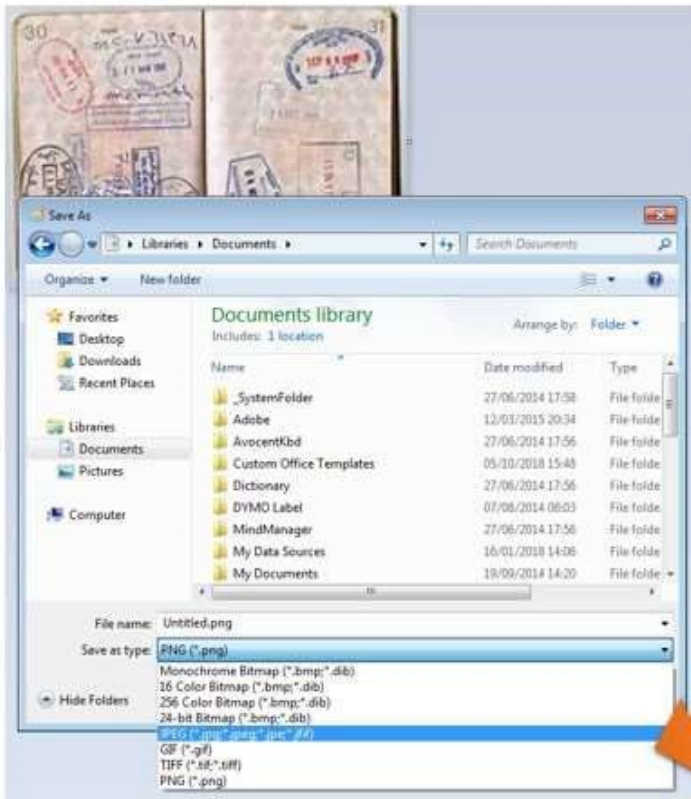 30
31
Save As
Libraries ▸ Documents ▸
Search Documents
Organize
New folder
Favorites
Desktop
Downloads
Recent Places
Libraries
Documents
Pictures
Computer
Documents library
Includes: 1 location
Arrange by: Folder
Name Date modified Type
_SystemFolder 27/06/2014 17:58 File folde
Adobe 12/03/2015 20:34 File folde
AvocentKbd 27/06/2014 17:56 File folde
Custom Office Templates 05/10/2018 15:48 File folde
Dictionary 27/06/2014 17:56 File folde
DYMO Label 07/08/2014 08:03 File folde
MindManager 27/06/2014 17:56 File folde
My Data Sources 16/01/2018 14:06 File folde
My Documents 19/09/2014 14:20 File folde
File name: Untitled.png
Save as type: PNG (*.png)
Monochrome Bitmap (*.bmp;*.dib)
16 Color Bitmap (*.bmp;*.dib)
256 Color Bitmap (*.bmp;*.dib)
24-bit Bitmap (*.bmp;*.dib)
JPEG (*.jpg;*.jpeg;*.jpe;*.jfif)
GIF (*.gif)
TIFF (*.tif;*.tiff)
PNG (*.png)
Hide Folders